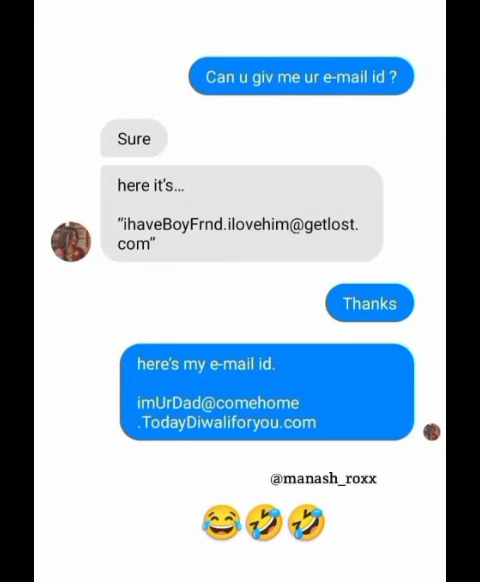 Can u giv me ur e-mail id ?
Sure
here it's...
“ihaveBoyFrnd.ilovehim@getlost.
com”
Thanks
here's my e-mail id.
imUrDad@comehome
.TodayDiwaliforyou.com
@manash_roxx